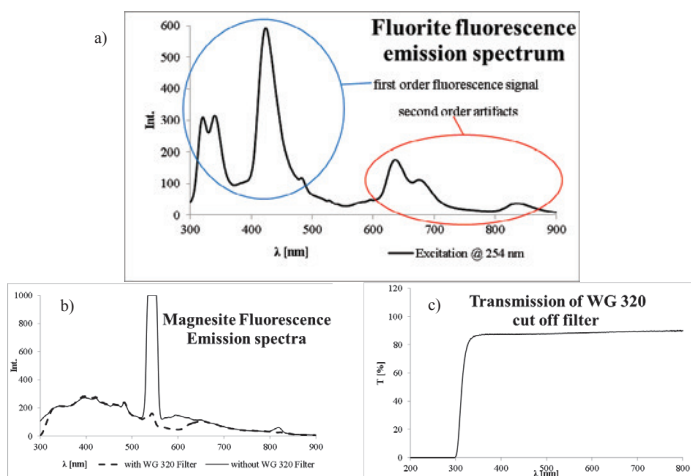 a)
Fluorite fluorescence
emission spectrum
first order fluorescence signal
second order artifacts
Int.
600
500
400
300
200
100
0
300 400 500 600 700 800 900
λ [nm]
Excitation @ 254 nm
b)
Magnesite Fluorescence
Emission spectra
Int.
1000
800
600
400
200
0
300 400 500 600 700 800 900
λ [nm]
with WG 320 Filter
without WG 320 Filter
c)
Transmission of WG 320
cut off filter
T [%]
120
100
80
60
40
20
0
200 300 400 500 600 700 800
λ[nm]